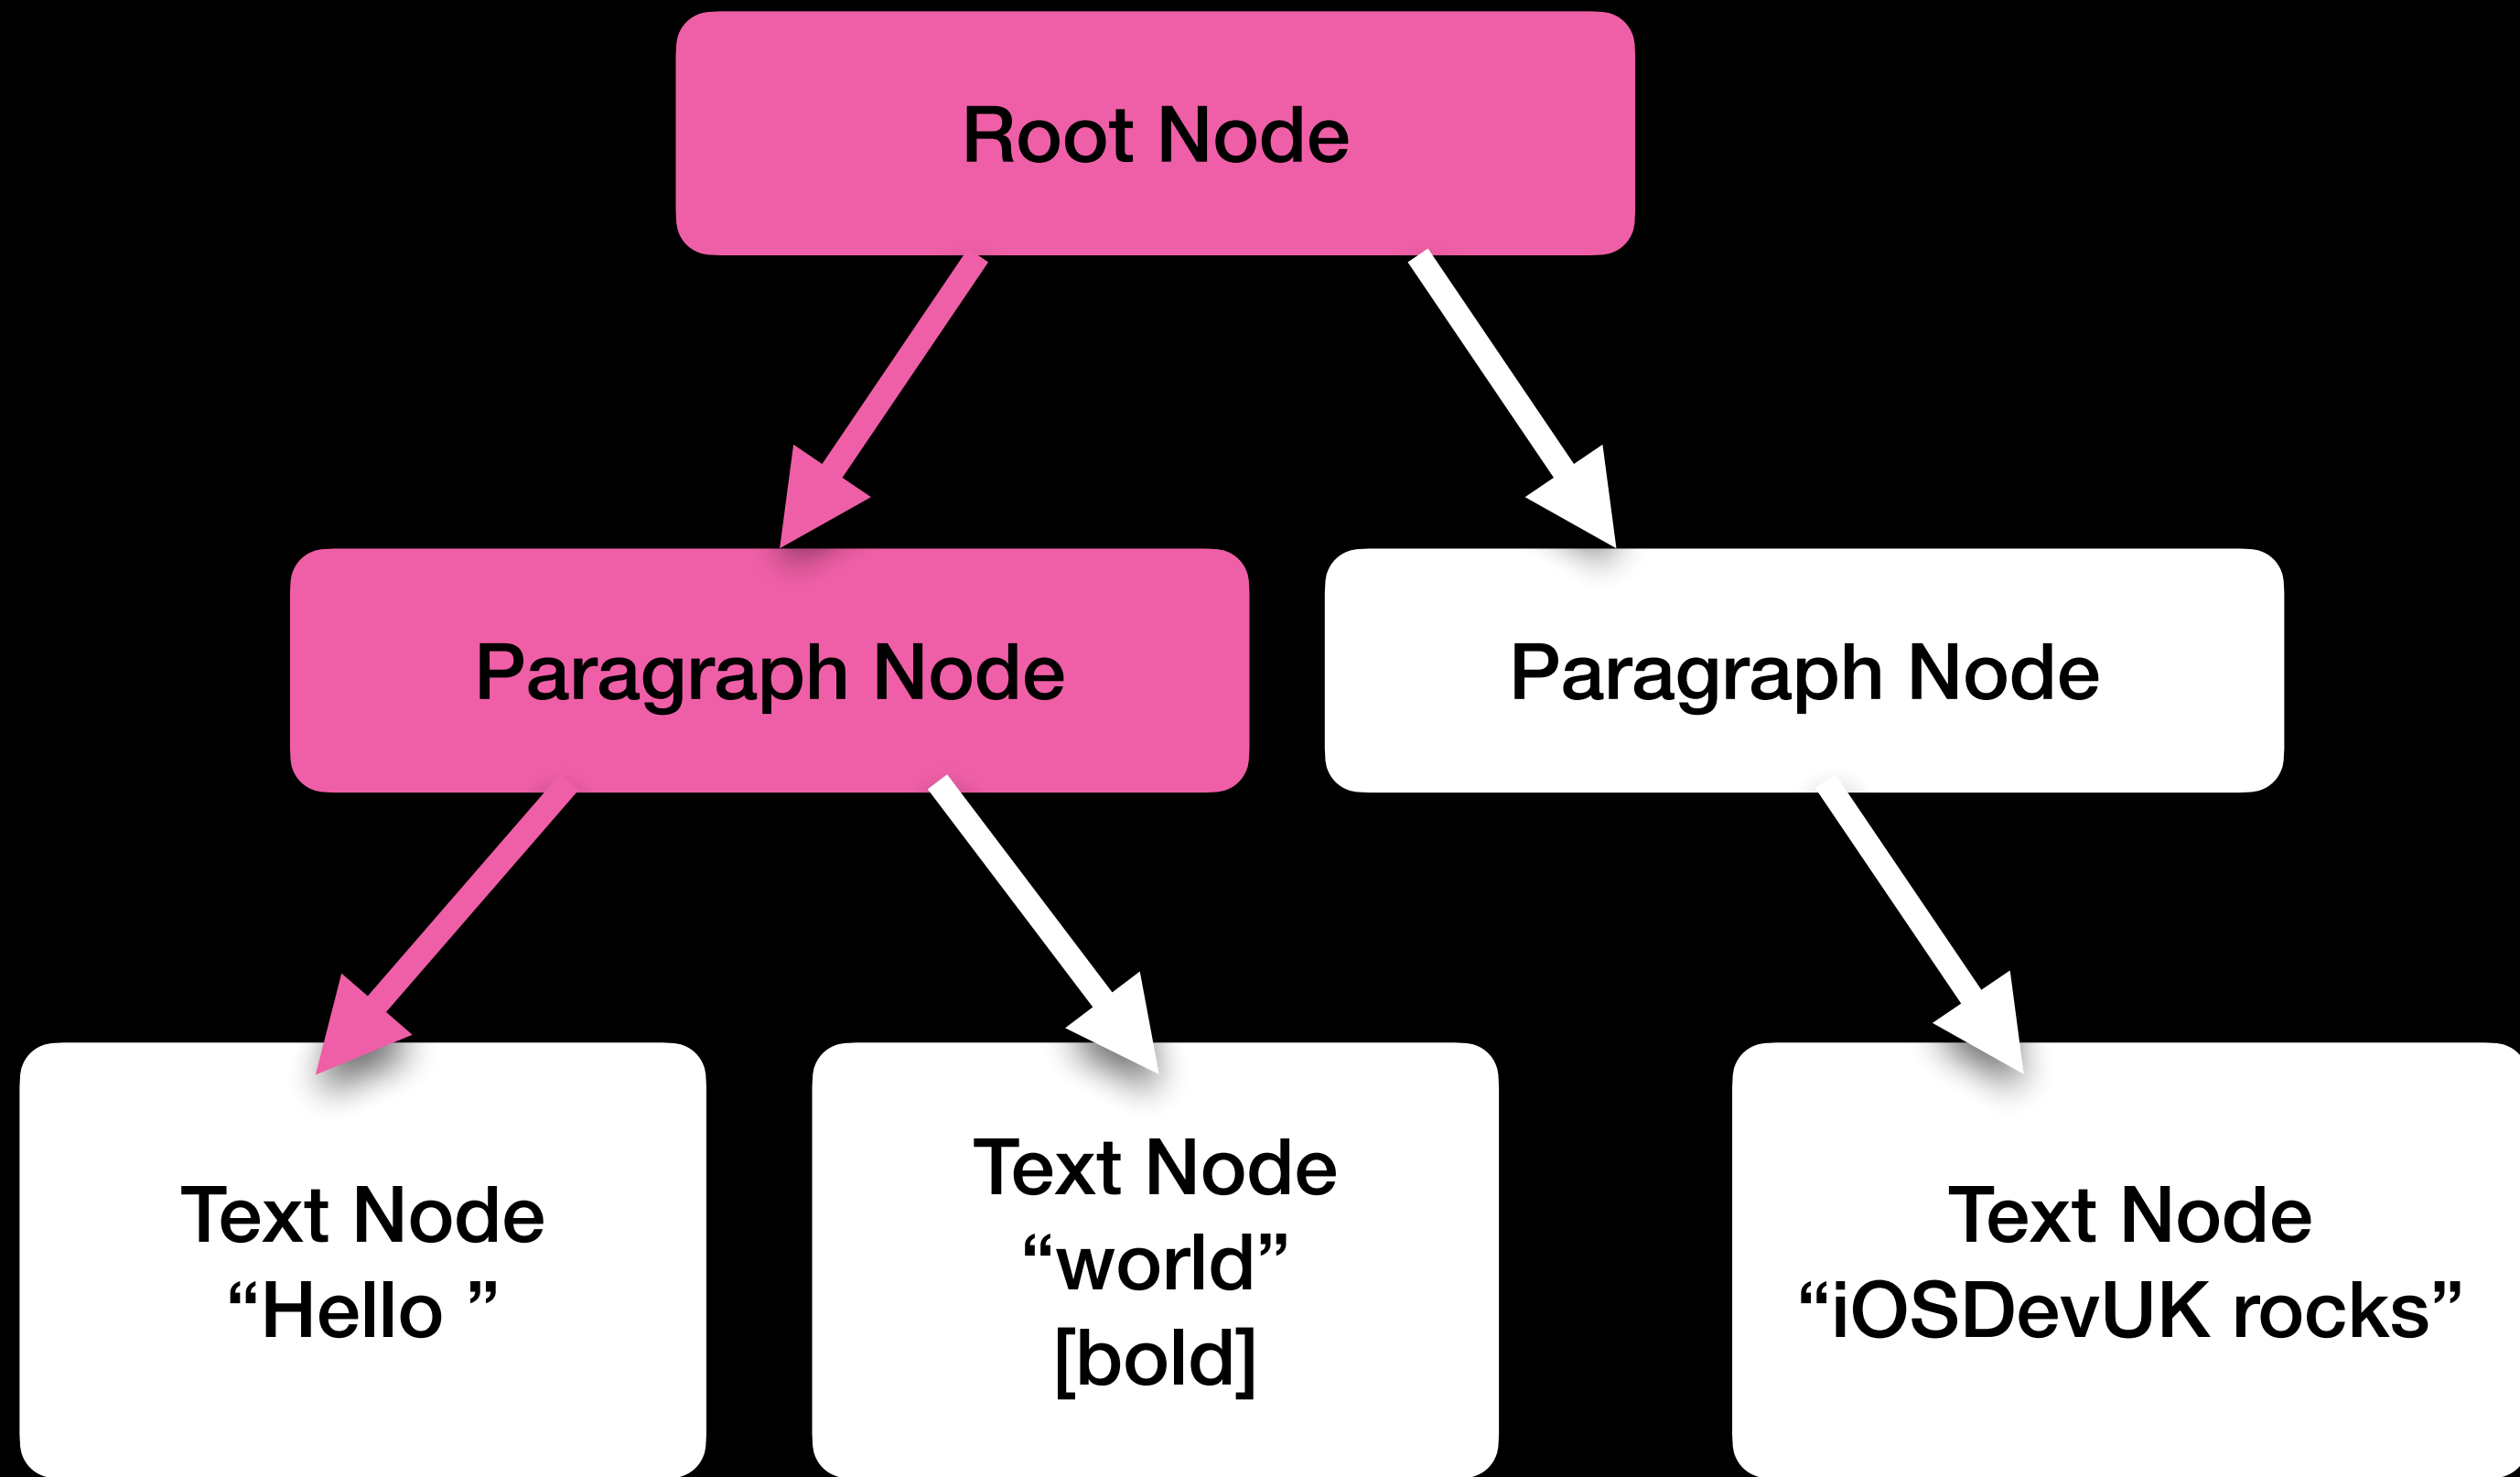 Root Node
Paragraph Node
Paragraph Node
Text Node
“Hello ”
Text Node
“world”
[bold]
Text Node
“iOSDevUK rocks”